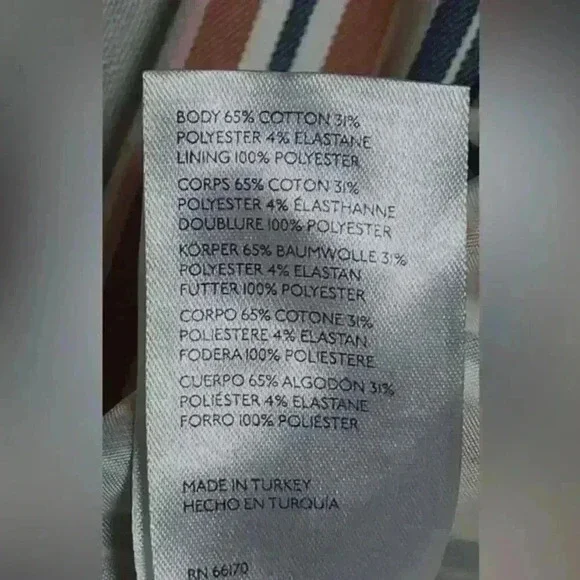 BODY 65% COTTON 31%
POLYESTER 4% ELASTANE
LINING 100% POLYESTER
CORPS 65% COTON 31%
POLYESTER 4% ÉLASTHANNE
DOUBLURE 100% POLYESTER
KÖRPER 65% BAUMWOLLE 31%
POLYESTER 4% ELASTAN
FUTTER 100% POLYESTER
CORPO 65% COTONE 31%
POLIESTERE 4% ELASTAN
FODERA 100% POLIESTERE
CUERPO 65% ALGODÓN 31%
POLIÉSTER 4% ELASTANE
FORRO 100% POLIÉSTER
MADE IN TURKEY
HECHO EN TURQUÍA
RN 66170